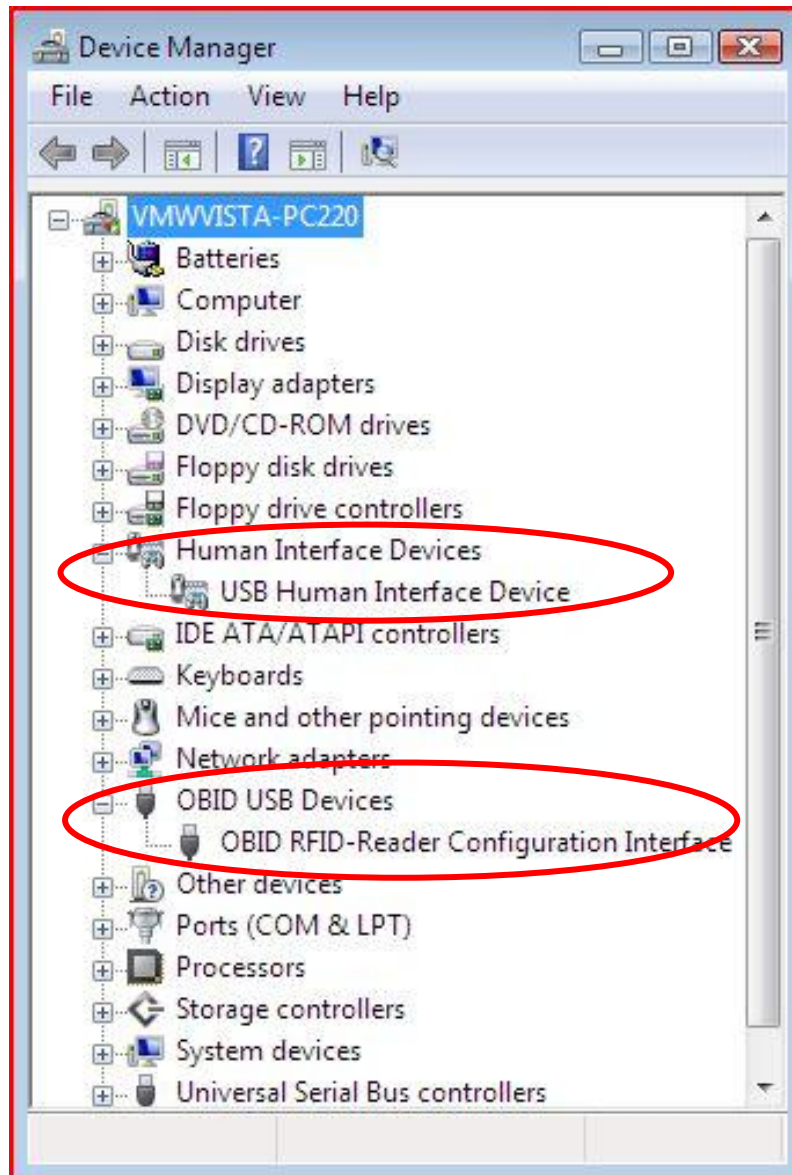 Device Manager
File Action View Help
VMWVISTA-PC220
Batteries
Computer
Disk drives
Display adapters
DVD/CD-ROM drives
Floppy disk drives
Floppy drive controllers
Human Interface Devices
USB Human Interface Device
IDE ATA/ATAPI controllers
Keyboards
Mice and other pointing devices
Network adapters
OBID USB Devices
OBID RFID-Reader Configuration Interface
Other devices
Ports (COM & LPT)
Processors
Storage controllers
System devices
Universal Serial Bus controllers